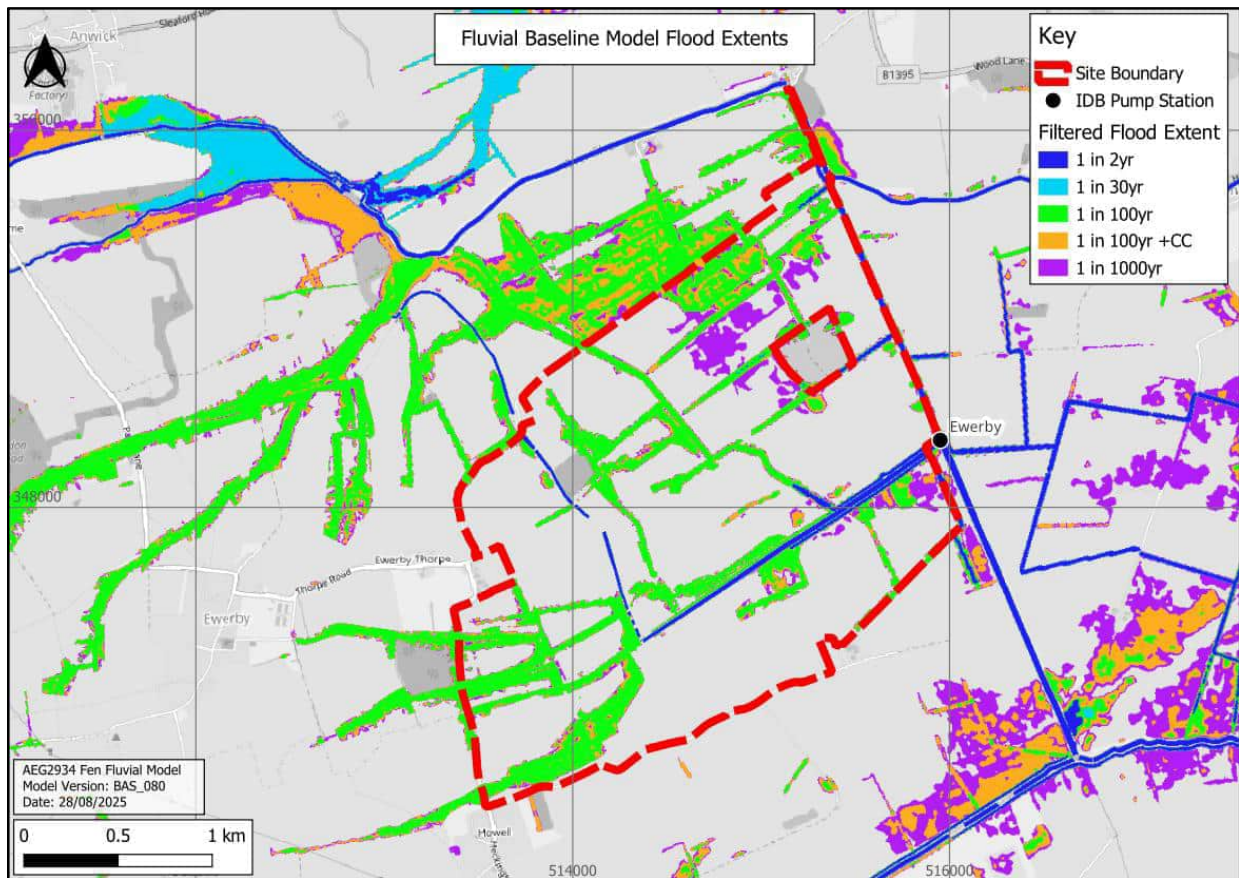 Sleaford Road
Anwick
Fluvial Baseline Model Flood Extents
B1395
Wood Lane
Factory)
Key
Site Boundary
IDB Pump Station
Filtered Flood Extent
1 in 2yr
1 in 30yr
1 in 100yr
1 in 100yr +CC
1 in 1000yr
Ewerby
348000
Ewerby Thorpe
Thorpe Road
Ewerby
AEG2934 Fen Fluvial Model
Model Version: BAS_080
Date: 28/08/2025
0 0.5 1 km
Howell
514000
516000